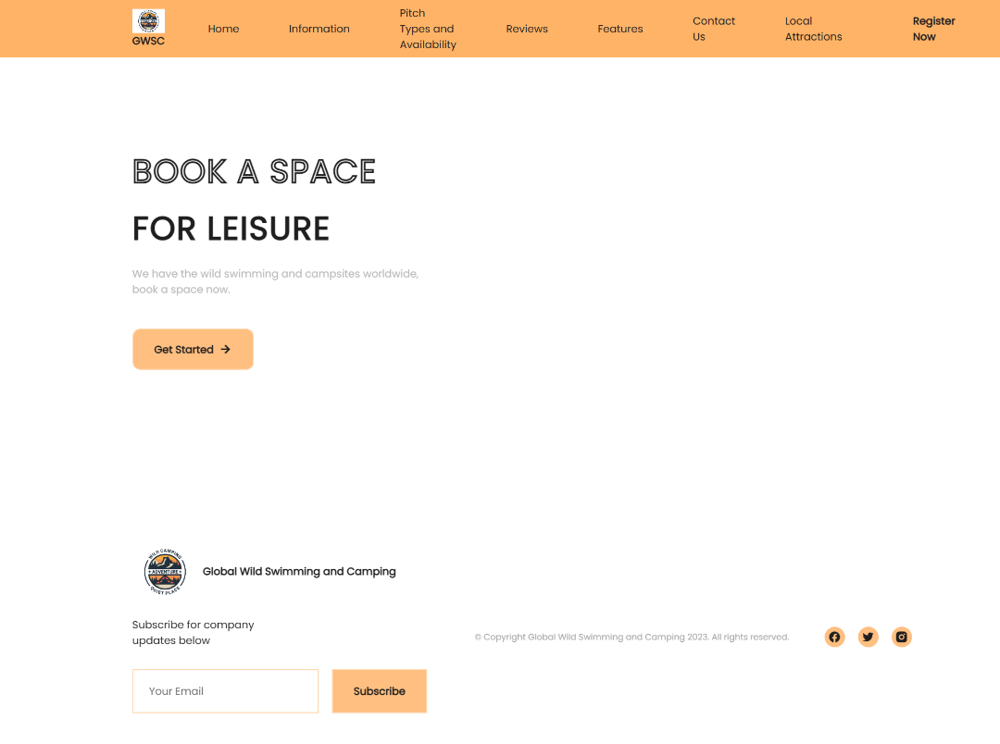 GWSC
Home
Information
Pitch
Types and
Availability
Reviews
Features
Contact
Us
Local
Attractions
Register
Now
BOOK A SPACE
FOR LEISURE
We have the wild swimming and campsites worldwide,
book a space now.
Get Started
WILD CAMPING
ADVENTURE
QUIET PLACE
Global Wild Swimming and Camping
Subscribe for company
updates below
© Copyright Global Wild Swimming and Camping 2023. All rights reserved.
Your Email
Subscribe